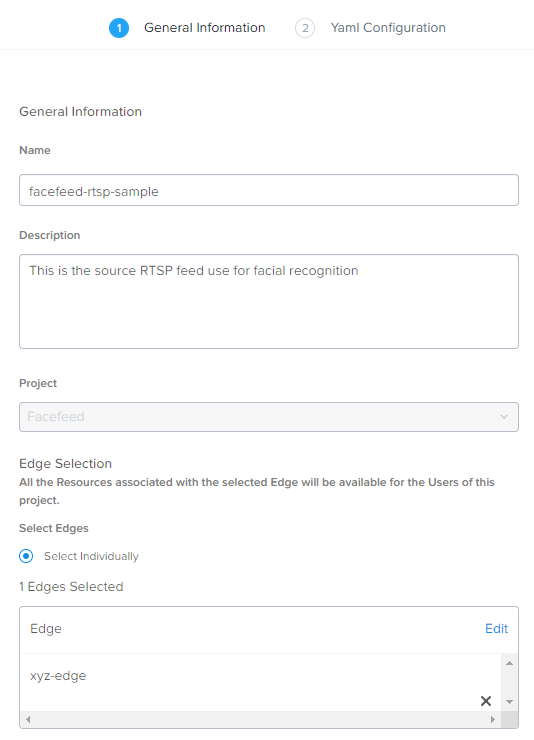 1 General Information 2 Yaml Configuration
General Information
Name
facefeed-rtsp-sample
Description
This is the source RTSP feed use for facial recognition
Project
Facefeed
Edge Selection
All the Resources associated with the selected Edge will be available for the Users of this
project.
Select Edges
Select Individually
1 Edges Selected
Edge Edit
xyz-edge